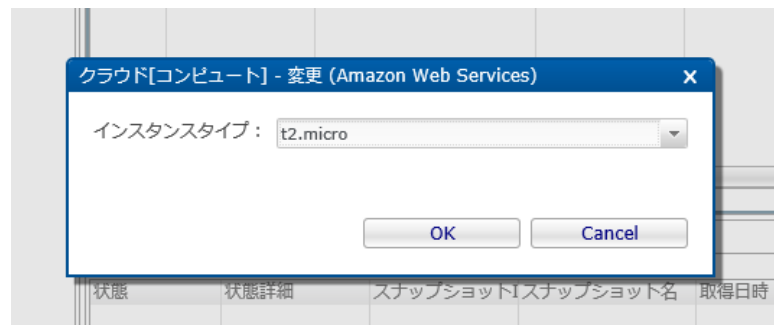 クラウド[コンピュート] - 変更 (Amazon Web Services) x
インスタンスタイプ： t2.micro
OK Cancel
状態 状態詳細 スナップショットI スナップショット名 取得日時